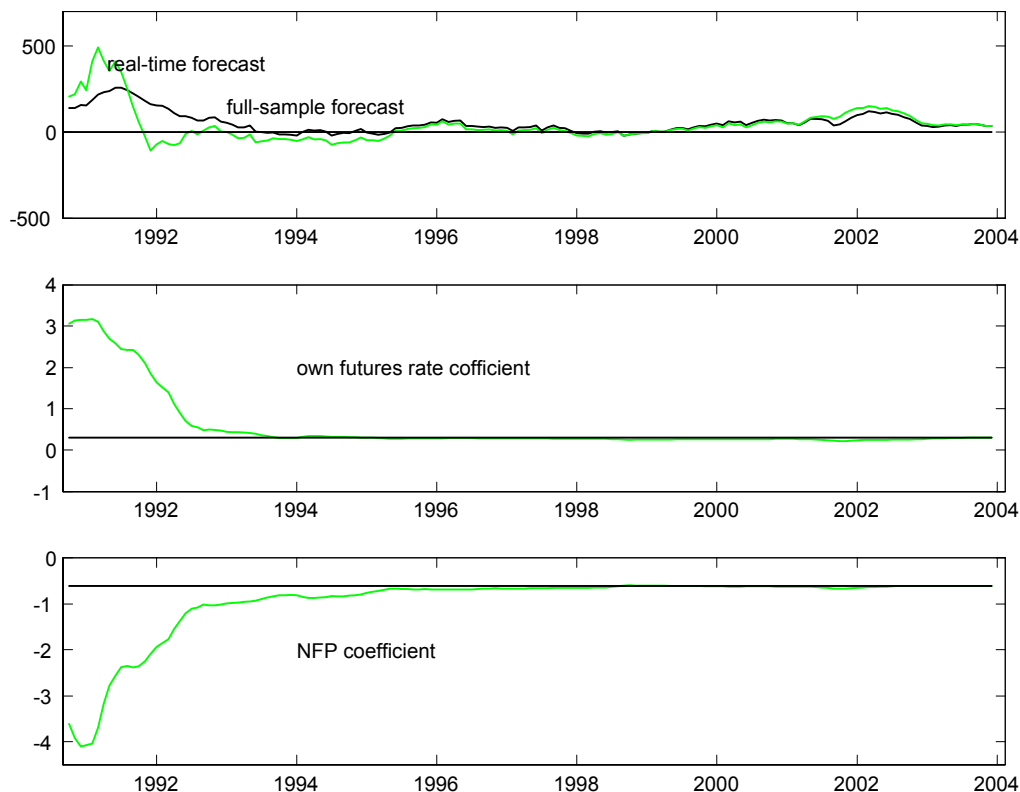 500
real-time forecast
full-sample forecast
0
-500
1992 1994 1996 1998 2000 2002 2004
4
3
2
own futures rate cofficient
1
0
-1
1992 1994 1996 1998 2000 2002 2004
0
-1
-2
NFP coefficient
-3
-4
1992 1994 1996 1998 2000 2002 2004